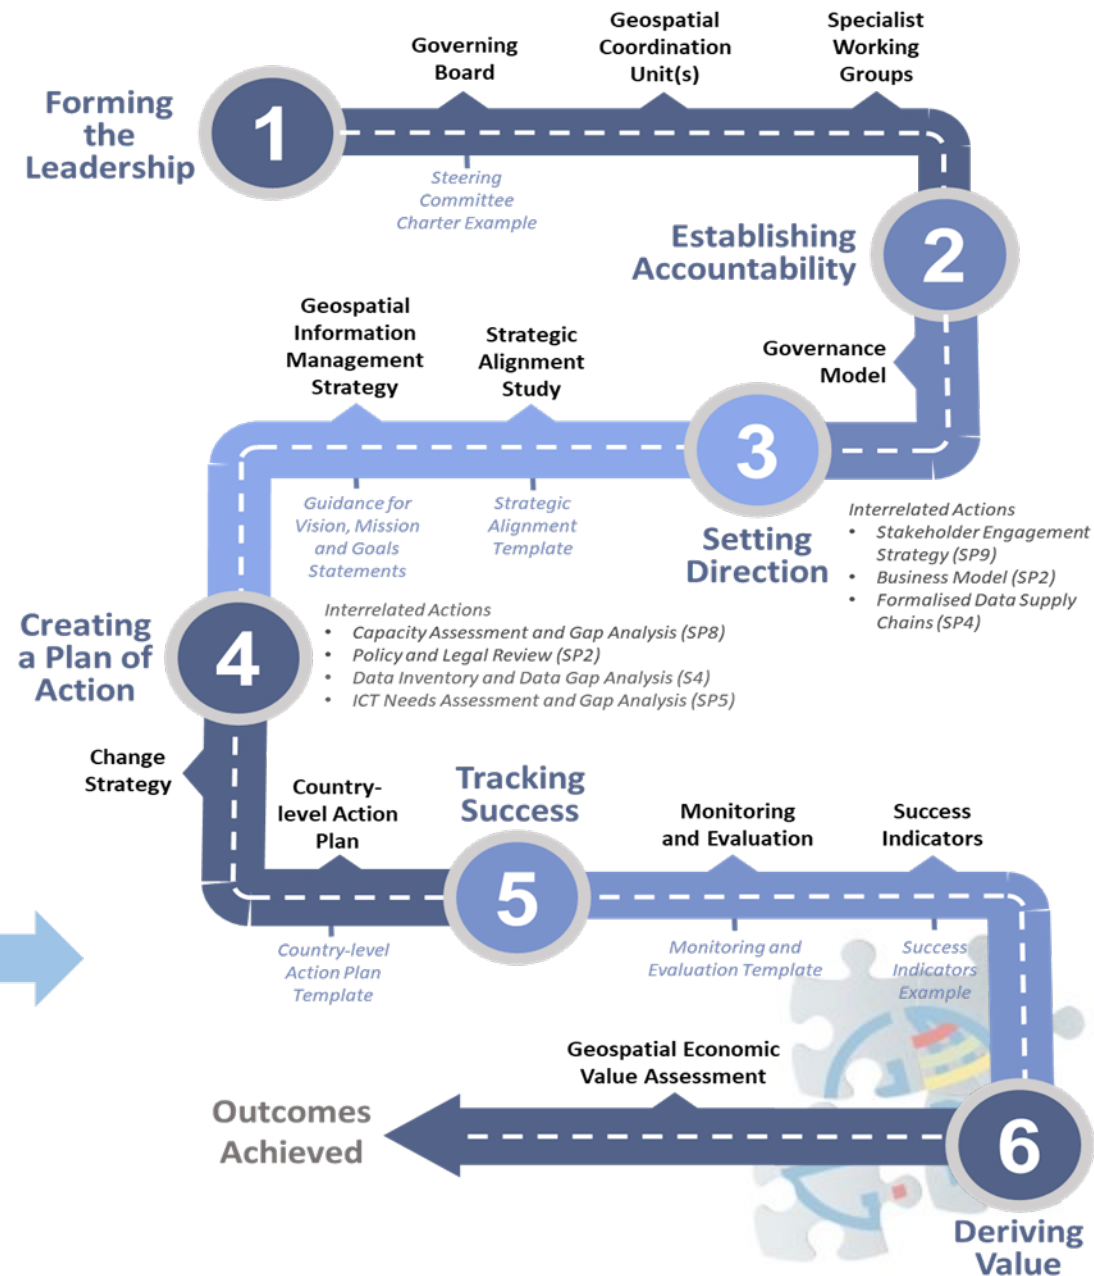 Forming
the
Leadership
1
Governing
Board
Geospatial
Coordination
Unit(s)
Specialist
Working
Groups
Steering
Committee
Charter Example
Establishing
Accountability
2
Governance
Model
Geospatial
Information
Management
Strategy
Strategic
Alignment
Study
3
Setting
Direction
Guidance for
Vision, Mission
and Goals
Statements
Strategic
Alignment
Template
Interrelated Actions
• Stakeholder Engagement
Strategy (SP9)
• Business Model (SP2)
• Formalised Data Supply
Chains (SP4)
Creating
a Plan of
Action
4
Interrelated Actions
• Capacity Assessment and Gap Analysis (SP8)
• Policy and Legal Review (SP2)
• Data Inventory and Data Gap Analysis (S4)
• ICT Needs Assessment and Gap Analysis (SP5)
Change
Strategy
Country-
level Action
Plan
Tracking
Success
5
Monitoring
and Evaluation
Success
Indicators
Country-level
Action Plan
Template
Monitoring and
Evaluation Template
Success
Indicators
Example
Geospatial Economic
Value Assessment
Outcomes
Achieved
6
Deriving
Value